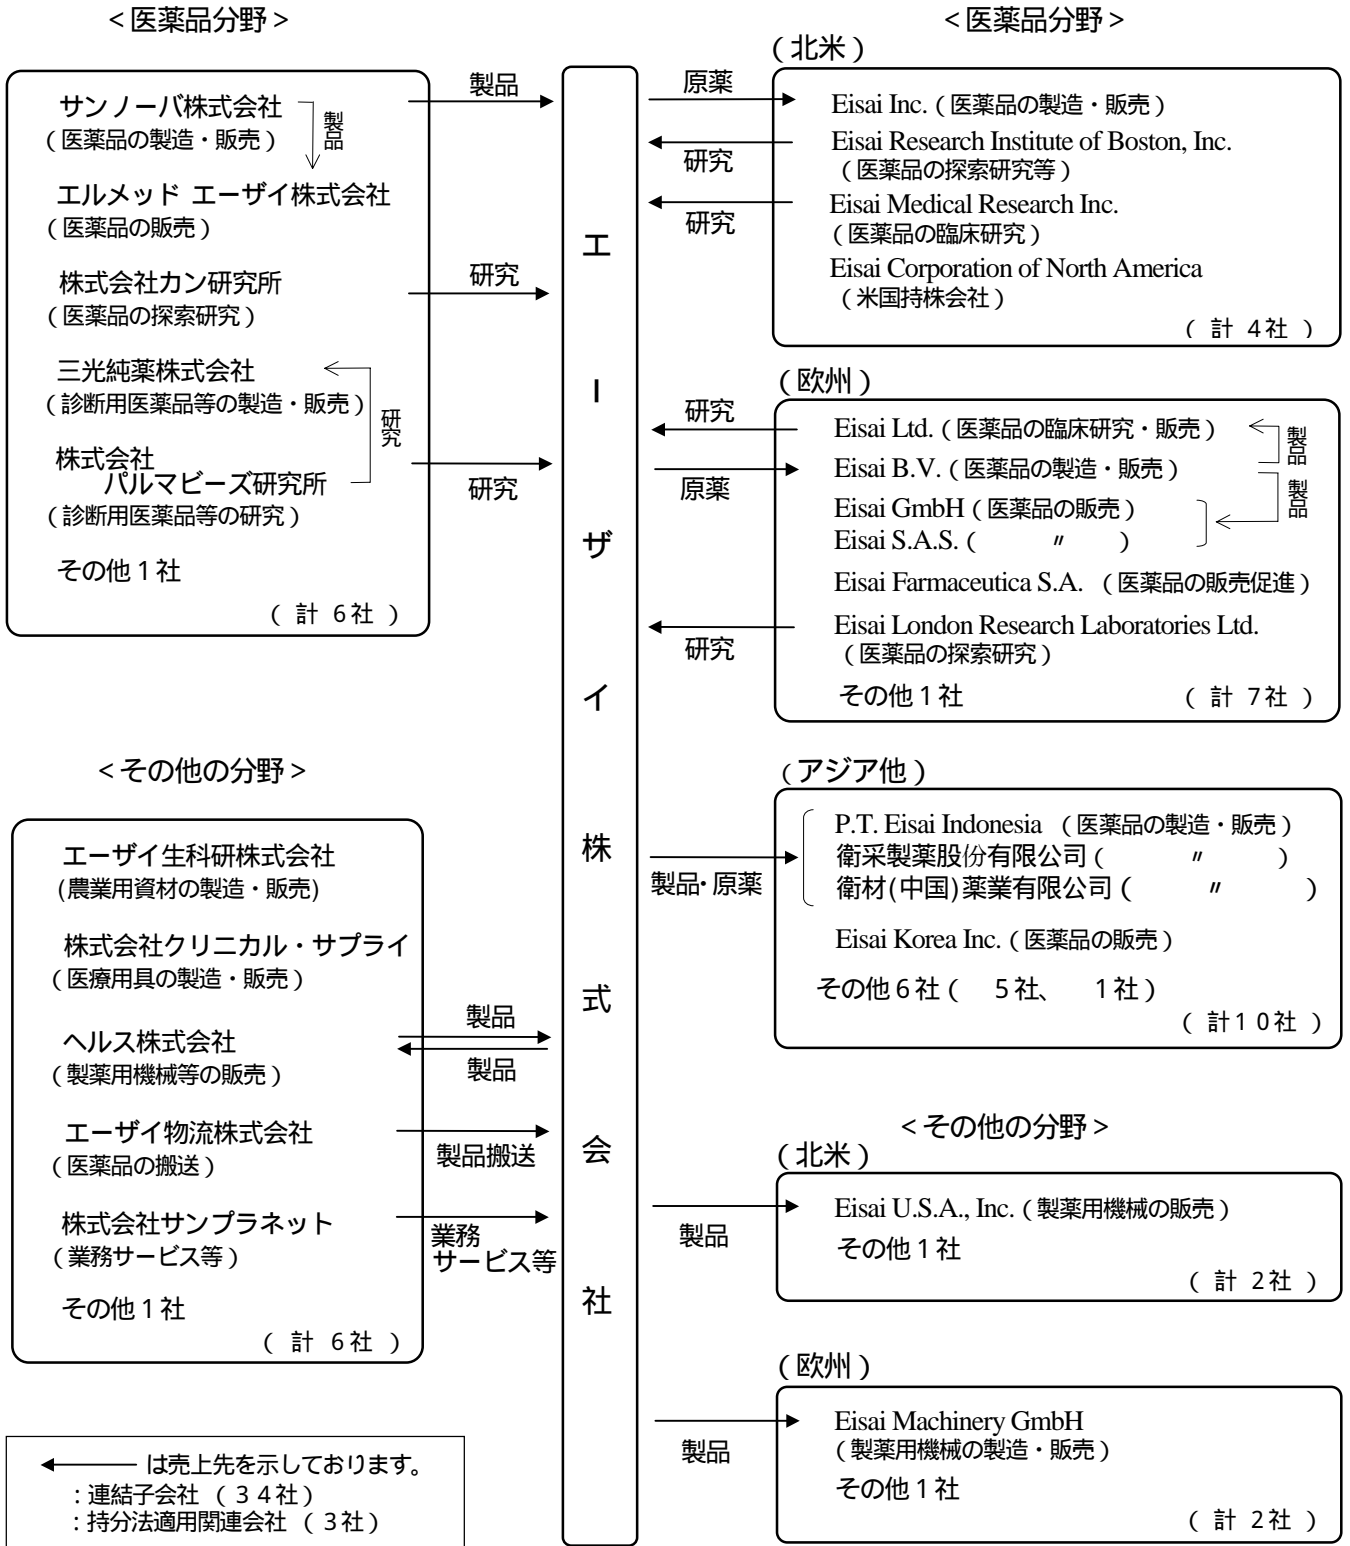 ＜医薬品分野＞
サンノーバ株式会社
（医薬品の製造・販売）
製品
エルメッド エーザイ株式会社
（医薬品の販売）
株式会社カン研究所
（医薬品の探索研究）
三光純薬株式会社
（診断用医薬品等の製造・販売）
研究
株式会社
パルマビーズ研究所
（診断用医薬品等の研究）
その他１社
（ 計 ６社 ）
製品
研究
研究
＜その他の分野＞
エーザイ生科研株式会社
(農業用資材の製造・販売)
株式会社クリニカル・サプライ
（医療用具の製造・販売）
ヘルス株式会社
（製薬用機械等の販売）
エーザイ物流株式会社
（医薬品の搬送）
株式会社サンプラネット
（業務サービス等）
その他１社
（ 計 ６社 ）
製品
製品
製品搬送
業務
サービス等
←――― は売上先を示しております。
：連結子会社 （３４社）
：持分法適用関連会社 （３社）
エーザイ株式会社
＜医薬品分野＞
（北米）
原薬
研究
研究
Eisai Inc.（医薬品の製造・販売）
Eisai Research Institute of Boston, Inc.
（医薬品の探索研究等）
Eisai Medical Research Inc.
（医薬品の臨床研究）
Eisai Corporation of North America
（米国持株会社）
（ 計 ４社 ）
（欧州）
研究
原薬
研究
Eisai Ltd.（医薬品の臨床研究・販売）
製品
Eisai B.V.（医薬品の製造・販売）
製品
Eisai GmbH（医薬品の販売）
Eisai S.A.S.（ 〃 ）
Eisai Farmaceutica S.A. （医薬品の販売促進）
Eisai London Research Laboratories Ltd.
（医薬品の探索研究）
その他１社
（ 計 ７社 ）
（アジア他）
製品・原薬
P.T. Eisai Indonesia （医薬品の製造・販売）
衛采製薬股份有限公司（ 〃 ）
衛材(中国)薬業有限公司（ 〃 ）
Eisai Korea Inc.（医薬品の販売）
その他６社（ ５社、 １社）
（ 計１０社 ）
＜その他の分野＞
（北米）
製品
Eisai U.S.A., Inc.（製薬用機械の販売）
その他１社
（ 計 ２社 ）
（欧州）
製品
Eisai Machinery GmbH
（製薬用機械の製造・販売）
その他１社
（ 計 ２社 ）